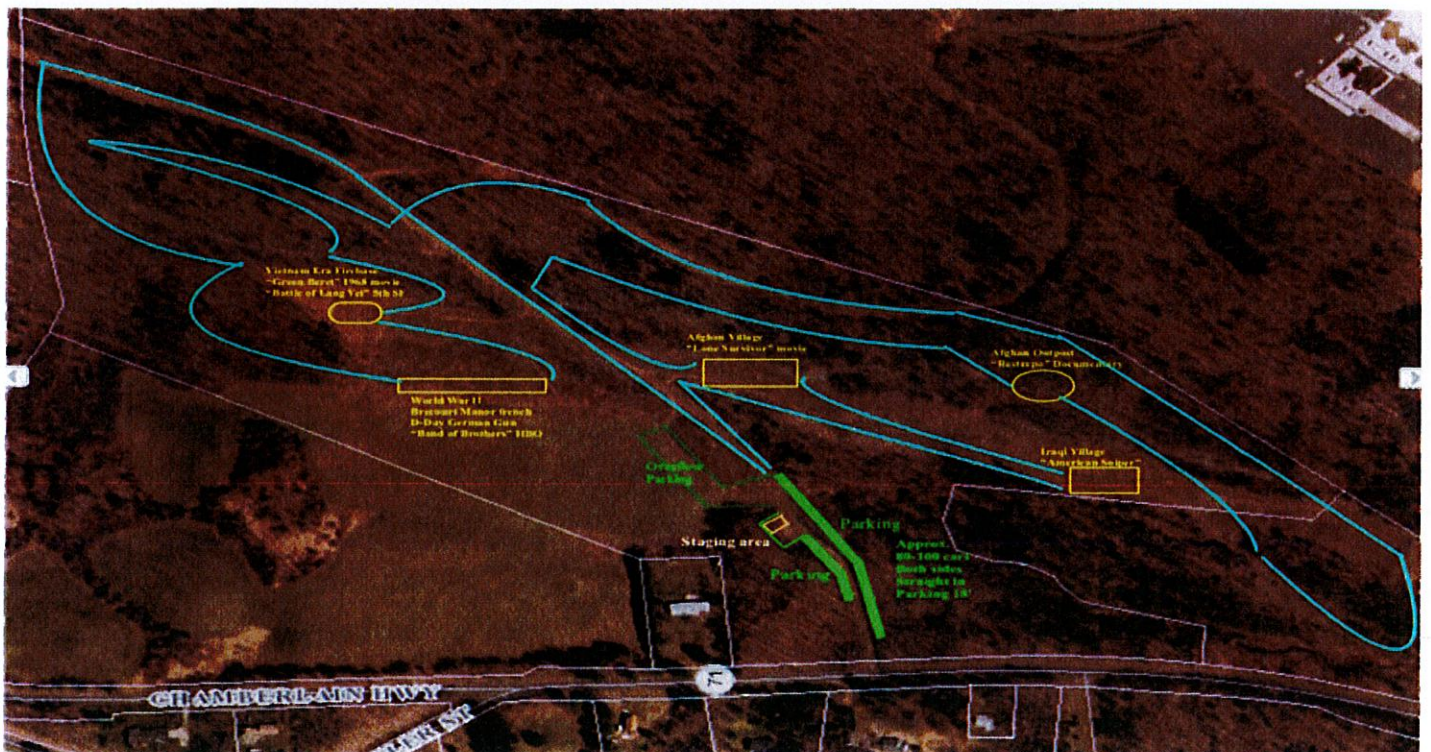 Vietnam Era Firebase
"Green Beret" 1968 movie
"Battle of Lang Vei" 5th SF
Afghan Village
"Lone Survivor" movie
Afghan Outpost
"Restrepo" Documentary
World War II
Brecourt Manor trench
D-Day German Gun
"Band of Brothers" HBO
Iraqi Village
"American Sniper"
Overflow
Parking
Staging area
Parking
Parking
Approx.
80-100 cars
Both sides
Straight in
Parking 18'
71
CHAMBERLAIN HWY
ST